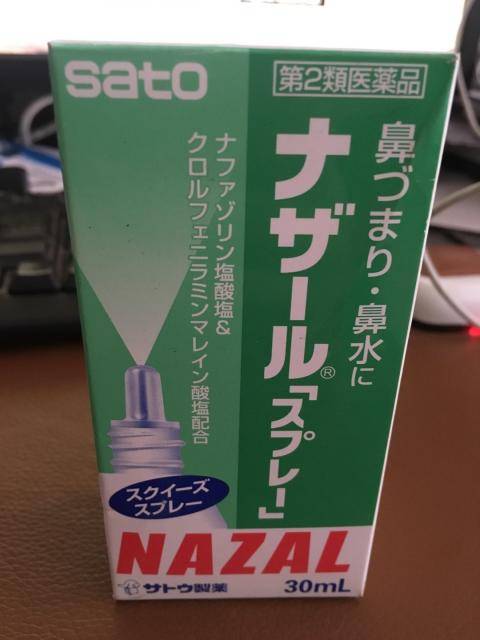 sato
第2類医薬品
鼻づまり・鼻水に
ナザール®「スプレー」
ナファゾリン塩酸塩&
クロルフェニラミンマレイン酸塩配合
スクイーズ
スプレー
NAZAL
サトウ製薬
30mL